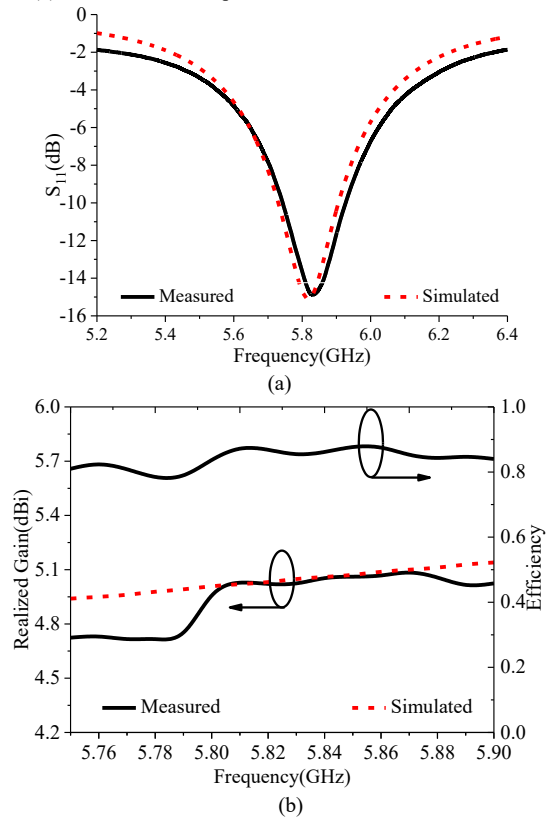 0
-2
-4
-6
-8
-10
-12
-14
-16
S11(dB)
Measured
Simulated
5.2 5.4 5.6 5.8 6.0 6.2 6.4
Frequency(GHz)
(a)
6.0
5.7
5.4
5.1
4.8
4.5
4.2
Realized Gain(dBi)
1.0
0.8
0.6
0.4
0.2
0.0
Efficiency
Measured
Simulated
5.76 5.78 5.80 5.82 5.84 5.86 5.88 5.90
Frequency(GHz)
(b)